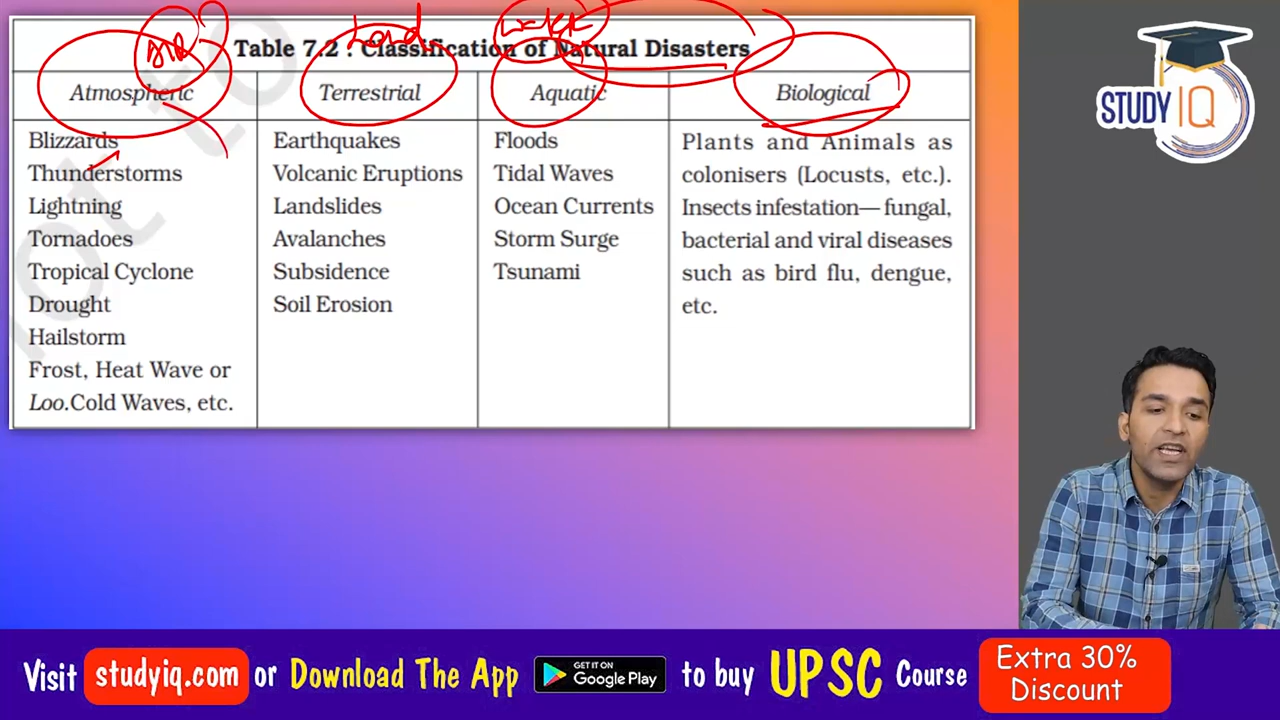 Air
Land
Water
Table 7.2 : Classification of Natural Disasters
Atmospheric Terrestrial Aquatic Biological
Blizzards Earthquakes Floods Plants and Animals as
Thunderstorms Volcanic Eruptions Tidal Waves colonisers (Locusts, etc.).
Lightning Landslides Ocean Currents Insects infestation— fungal,
Tornadoes Avalanches Storm Surge bacterial and viral diseases
Tropical Cyclone Subsidence Tsunami such as bird flu, dengue,
Drought Soil Erosion etc.
Hailstorm
Frost, Heat Wave or
Loo.Cold Waves, etc.
STUDY IQ
Visit studyiq.com or Download The App GET IT ON Google Play to buy UPSC Course Extra 30% Discount